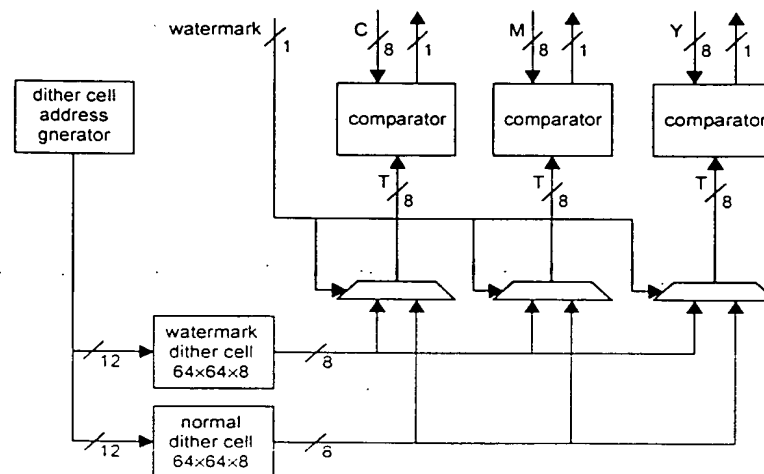 watermark 1
C 8 1
M 8 1
Y 8 1
dither cell
address
gnerator
comparator
comparator
comparator
T 8
T 8
T 8
12
watermark
dither cell
64×64×8
8
12
normal
dither cell
64×64×8
6